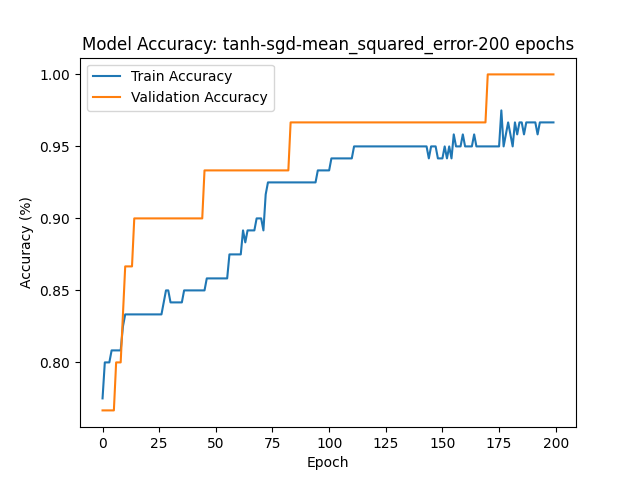 Model Accuracy: tanh-sgd-mean_squared_error-200 epochs
Train Accuracy
Validation Accuracy
1.00
0.95
0.90
0.85
0.80
Accuracy (%)
0 25 50 75 100 125 150 175 200
Epoch